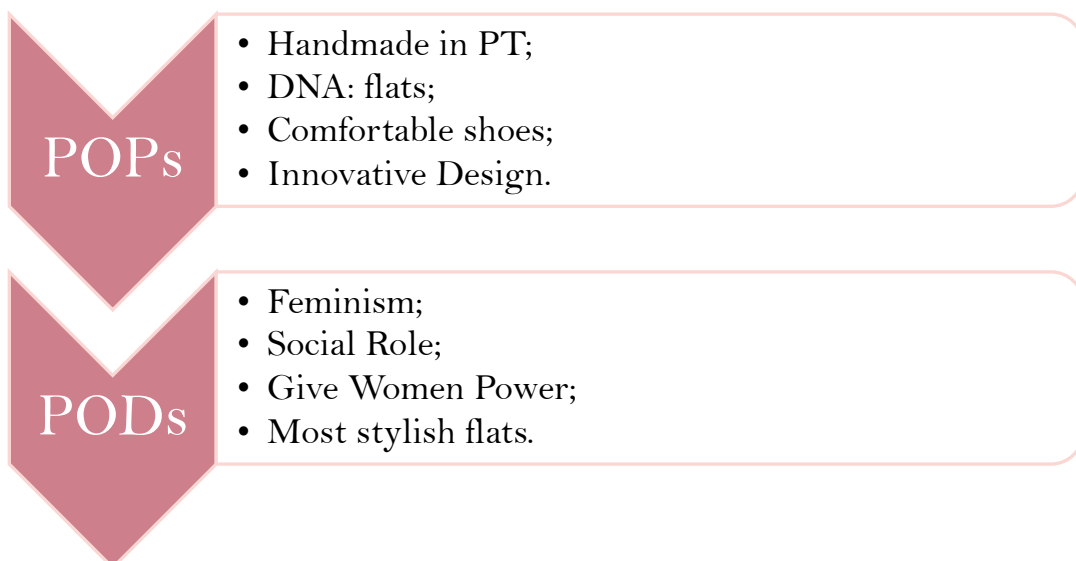 POPs
• Handmade in PT;
• DNA: flats;
• Comfortable shoes;
• Innovative Design.
PODs
• Feminism;
• Social Role;
• Give Women Power;
• Most stylish flats.